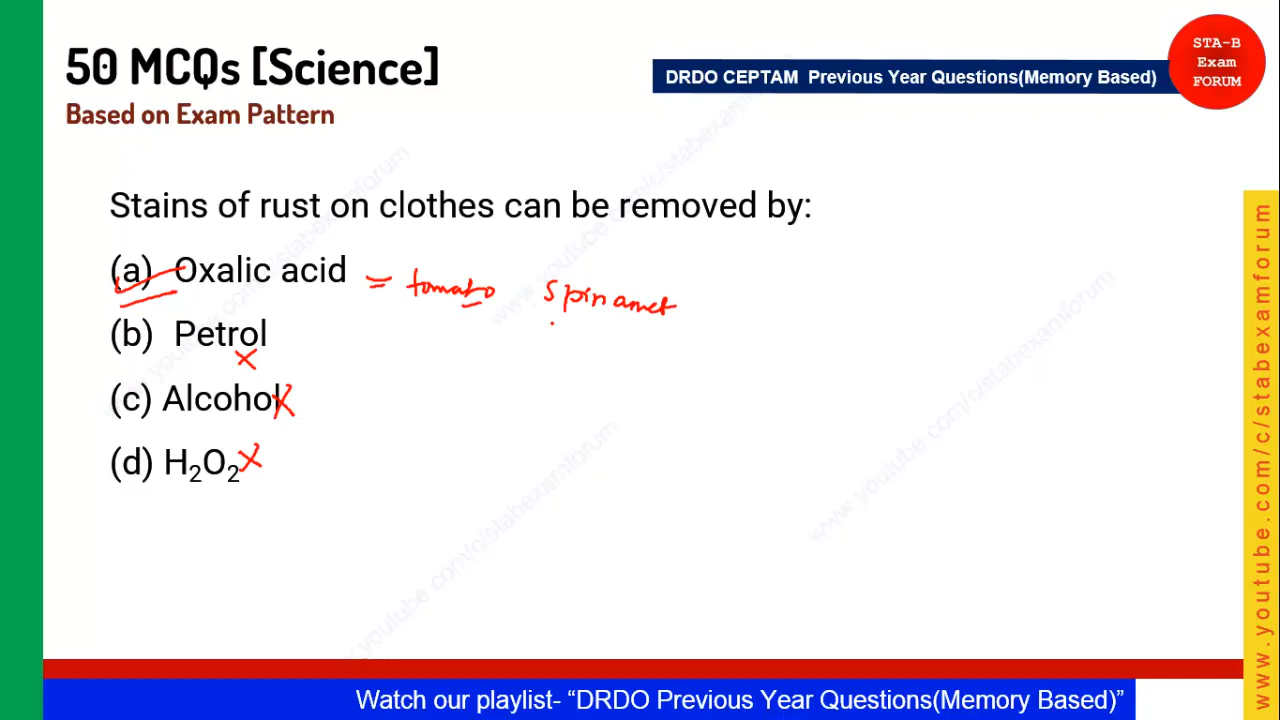 50 MCQs [Science]
Based on Exam Pattern
DRDO CEPTAM Previous Year Questions(Memory Based)
STA-B
Exam
FORUM
Stains of rust on clothes can be removed by:
(a) Oxalic acid = tomato
(b) Petrol
(c) Alcohol
(d) H₂O₂
www.youtube.com/c/stabexamforum
Watch our playlist- “DRDO Previous Year Questions(Memory Based)”